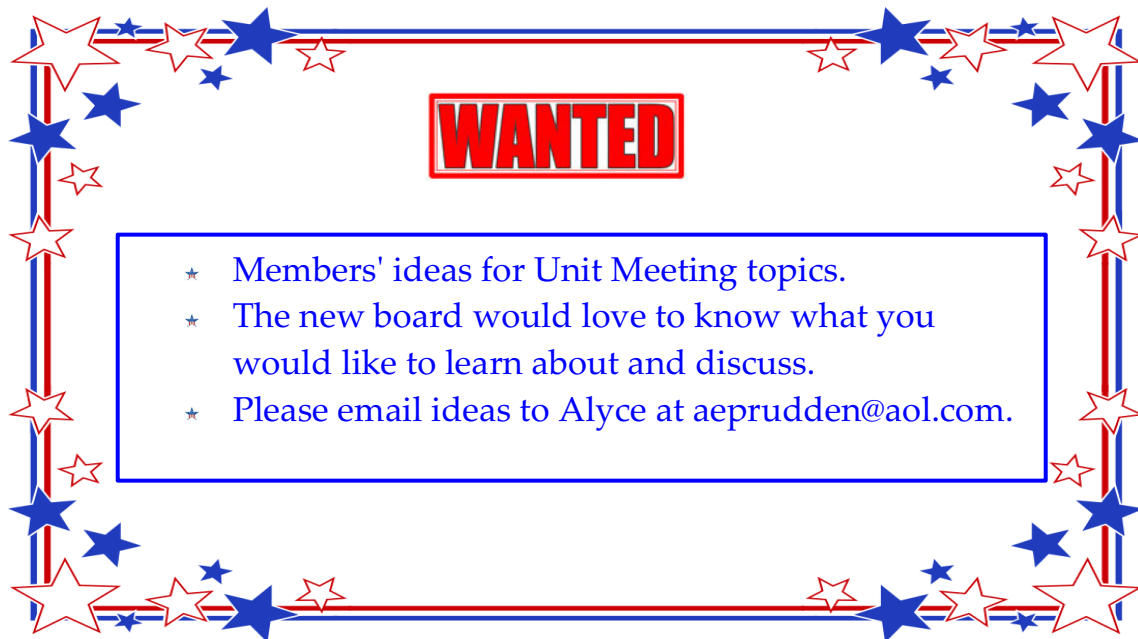 WANTED
Members' ideas for Unit Meeting topics.
The new board would love to know what you
would like to learn about and discuss.
Please email ideas to Alyce at aeprudden@aol.com.